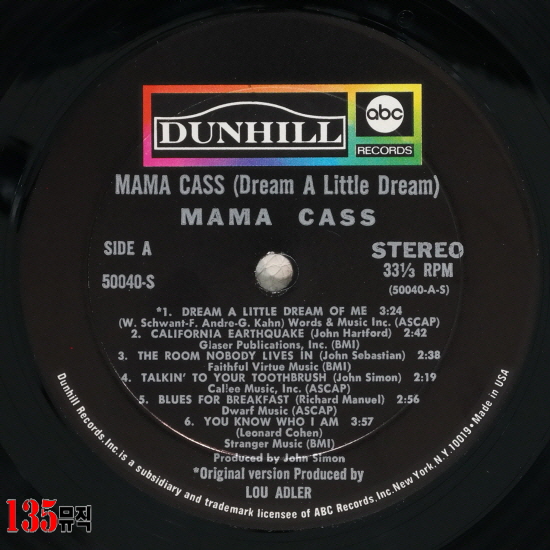 DUNHILL
abc
RECORDS
MAMA CASS (Dream A Little Dream)
MAMA CASS
SIDE A
STEREO
33⅓ RPM
50040-S
(50040-A-S)
*1. DREAM A LITTLE DREAM OF ME 3:24
(W. Schwant-F. Andre-G. Kahn) Words & Music Inc. (ASCAP)
2. CALIFORNIA EARTHQUAKE (John Hartford) 2:42
Glaser Publications, Inc. (BMI)
3. THE ROOM NOBODY LIVES IN (John Sebastian) 2:38
Faithful Virtue Music (BMI)
4. TALKIN' TO YOUR TOOTHBRUSH (John Simon) 2:19
Callee Music, Inc. (ASCAP)
5. BLUES FOR BREAKFAST (Richard Manuel) 2:56
Dwarf Music (ASCAP)
6. YOU KNOW WHO I AM 3:57
(Leonard Cohen)
Stranger Music (BMI)
Produced by John Simon
*Original version Produced by
LOU ADLER
Dunhill Records, Inc. is a subsidiary and trademark licensee of ABC Records, Inc. New York, N.Y. 10019 • Made in USA
135뮤직